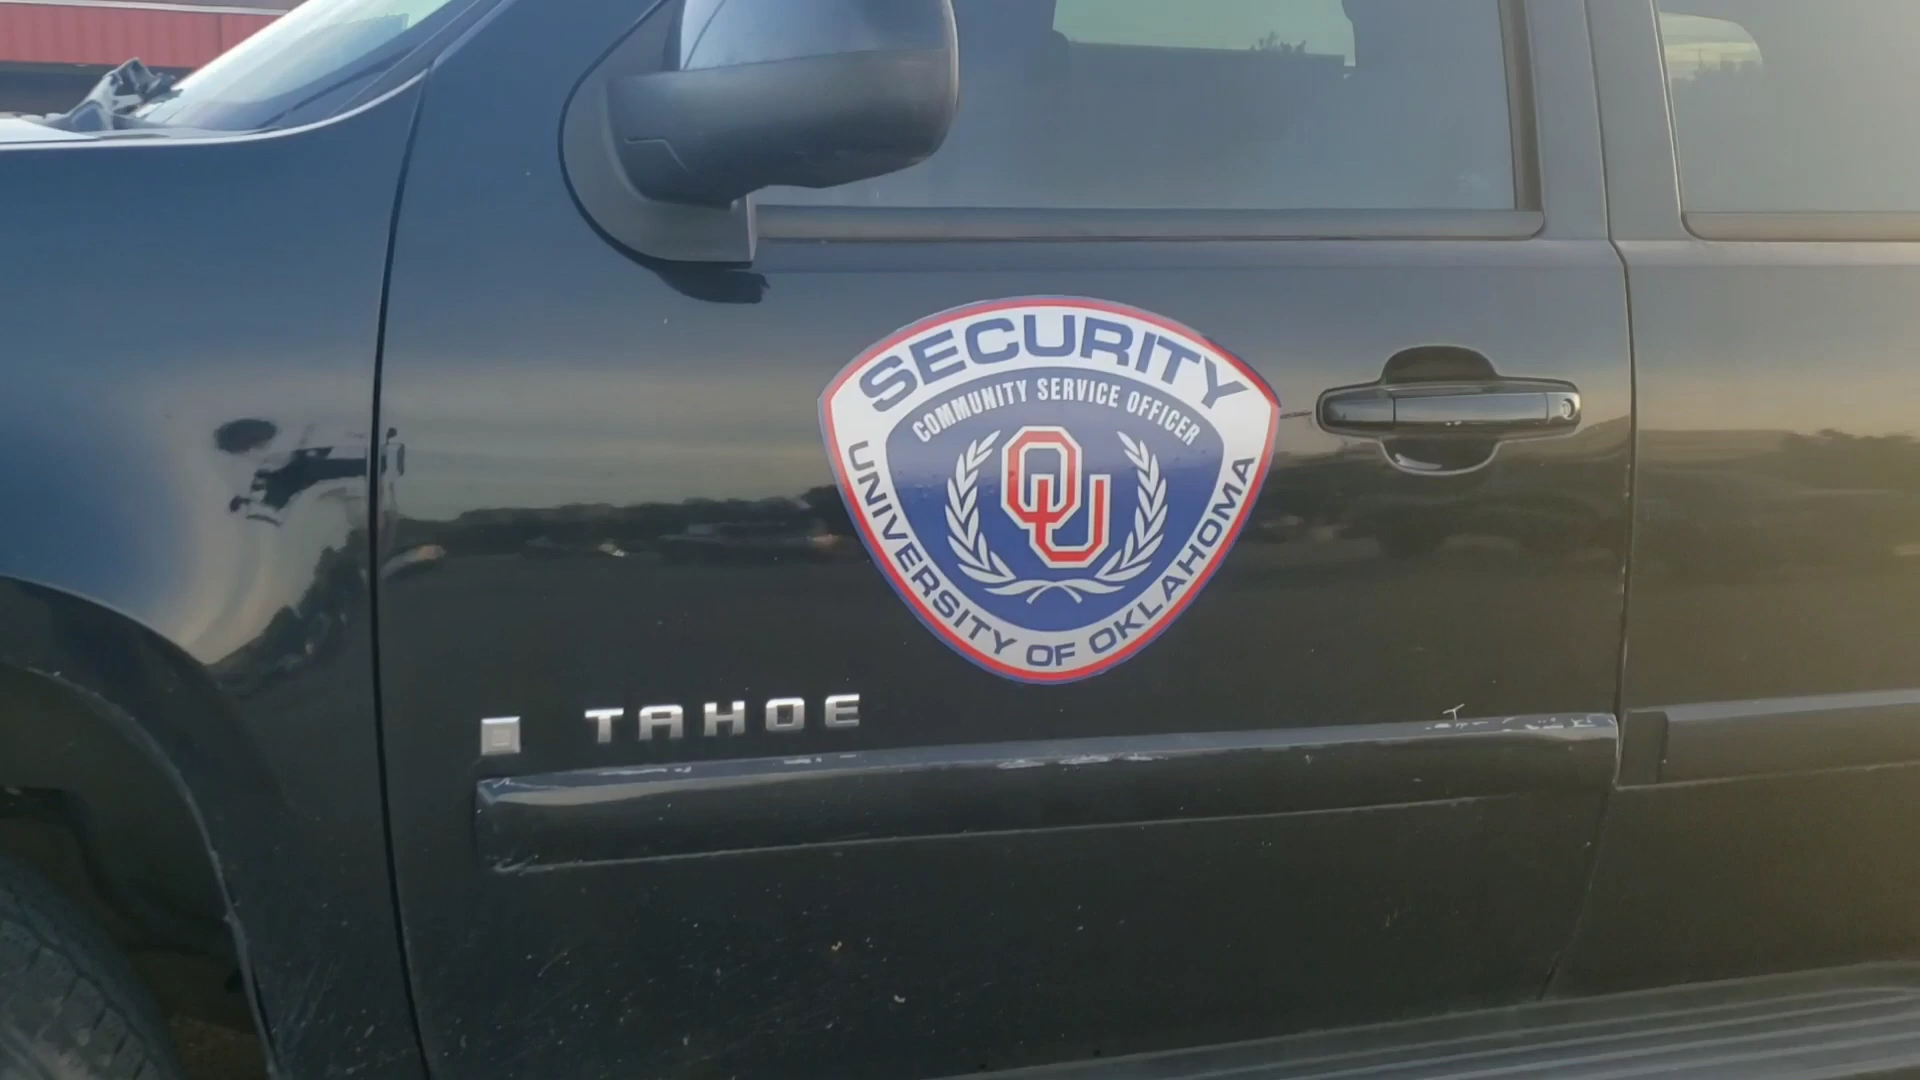 SECURITY
COMMUNITY SERVICE OFFICER
OU
UNIVERSITY OF OKLAHOMA
TAHOE